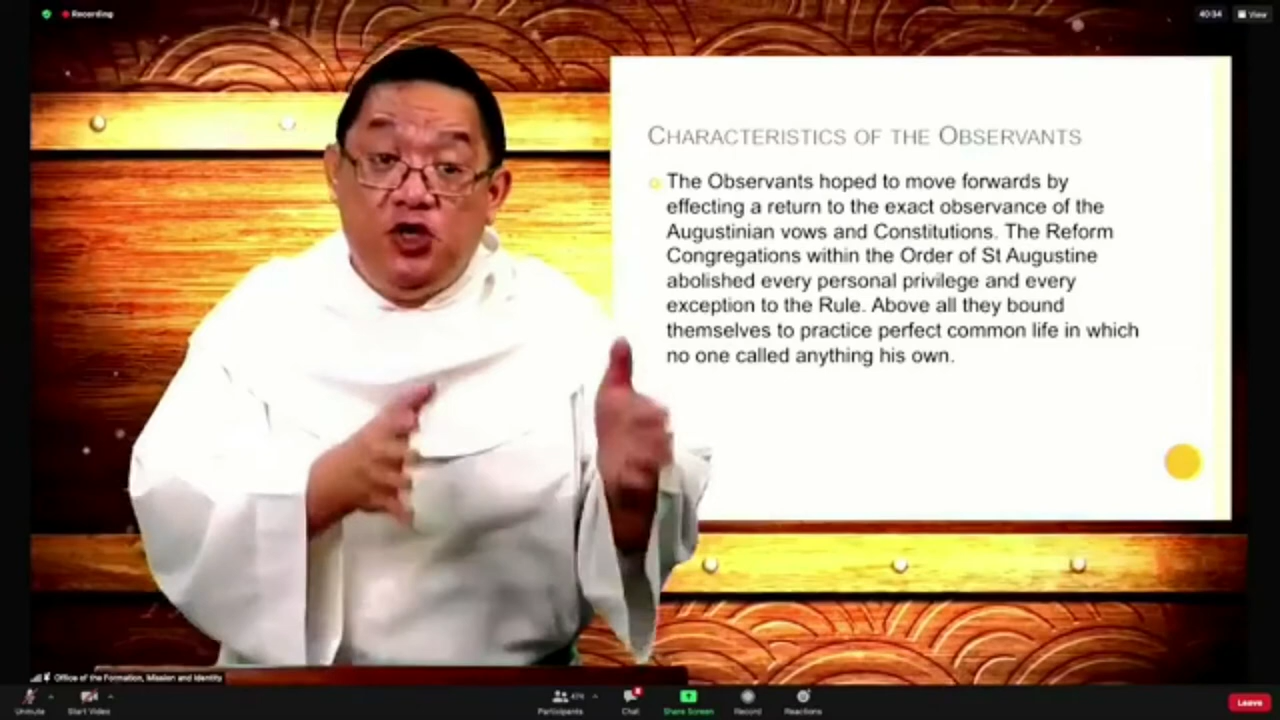 Recording
40:34
View
CHARACTERISTICS OF THE OBSERVANTS
The Observants hoped to move forwards by
effecting a return to the exact observance of the
Augustinian vows and Constitutions. The Reform
Congregations within the Order of St Augustine
abolished every personal privilege and every
exception to the Rule. Above all they bound
themselves to practice perfect common life in which
no one called anything his own.
Office of the Formation, Mission and Identity
Unmute
Start Video
Participants
Chat
Share Screen
Record
Reactions
Leave